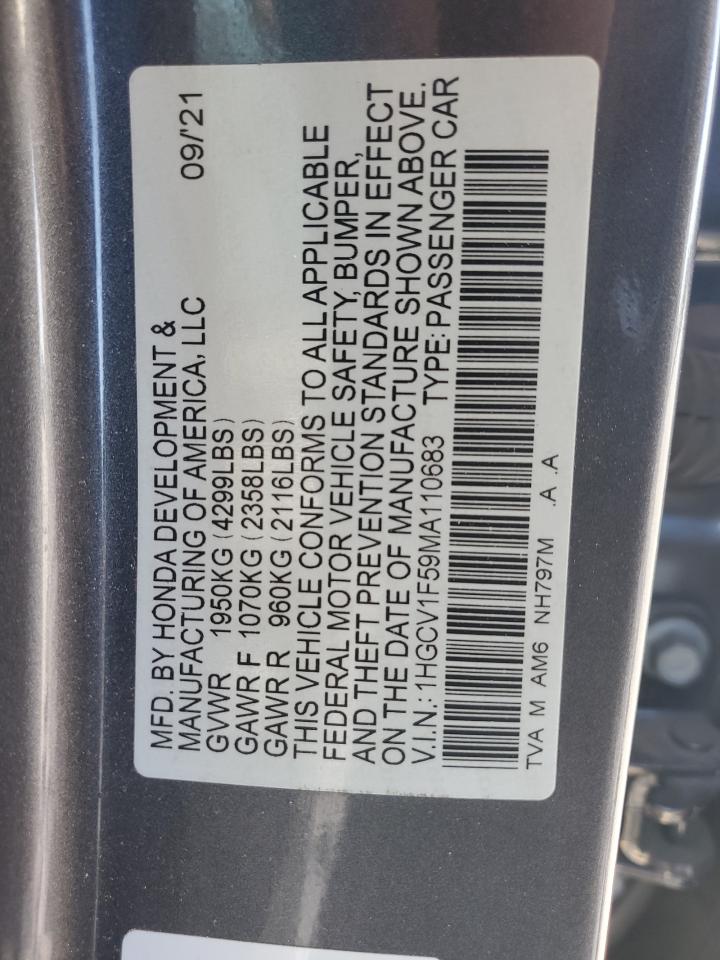 MFD. BY HONDA DEVELOPMENT &
MANUFACTURING OF AMERICA, LLC 09/'21
GVWR 1950KG (4299LBS)
GAWR F 1070KG (2358LBS)
GAWR R 960KG (2116LBS)
THIS VEHICLE CONFORMS TO ALL APPLICABLE
FEDERAL MOTOR VEHICLE SAFETY, BUMPER,
AND THEFT PREVENTION STANDARDS IN EFFECT
ON THE DATE OF MANUFACTURE SHOWN ABOVE.
V.I.N.: 1HGCV1F59MA110683 TYPE: PASSENGER CAR
TVA M AM6 NH797M .A .A